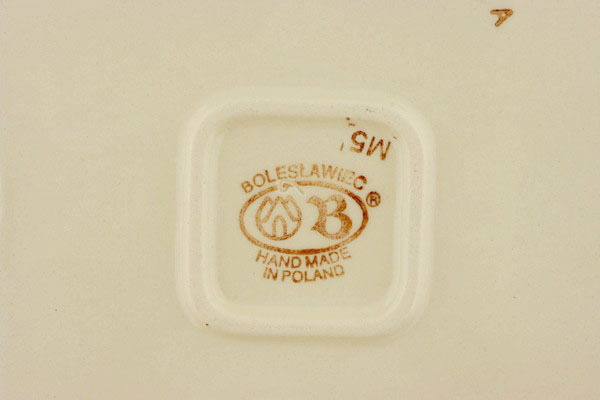 A
M5
BOLESŁAWIEC
B®
HAND MADE
IN POLAND